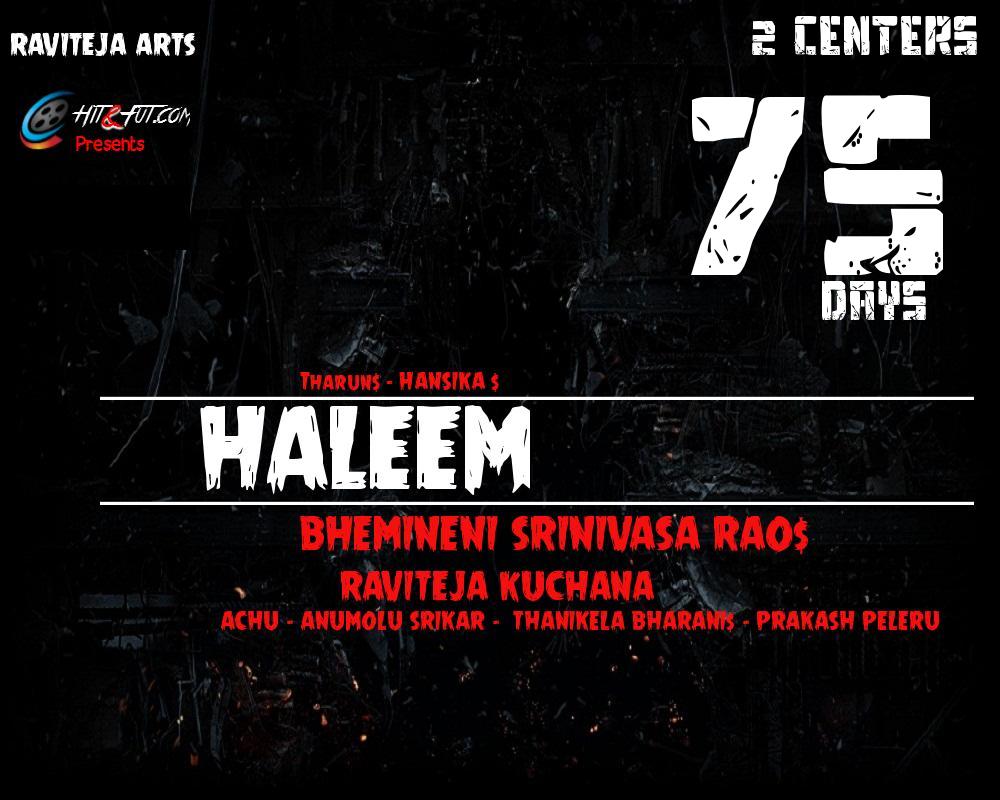 RAVITEJA ARTS
2 CENTERS
HIT&FUT.COM
Presents
75
DAYS
THARUN$ - HANSIKA $
HALEEM
BHEMINENI SRINIVASA RAO$
RAVITEJA KUCHANA
ACHU - ANUMOLU SRIKAR - THANIKELA BHARANI$ - PRAKASH PELERU